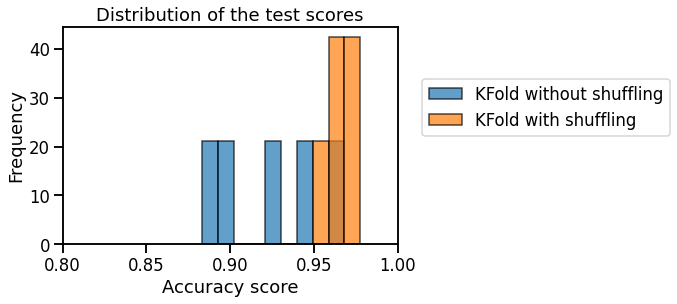 Distribution of the test scores
Frequency
40
30
20
10
0
0.80 0.85 0.90 0.95 1.00
Accuracy score
KFold without shuffling
KFold with shuffling